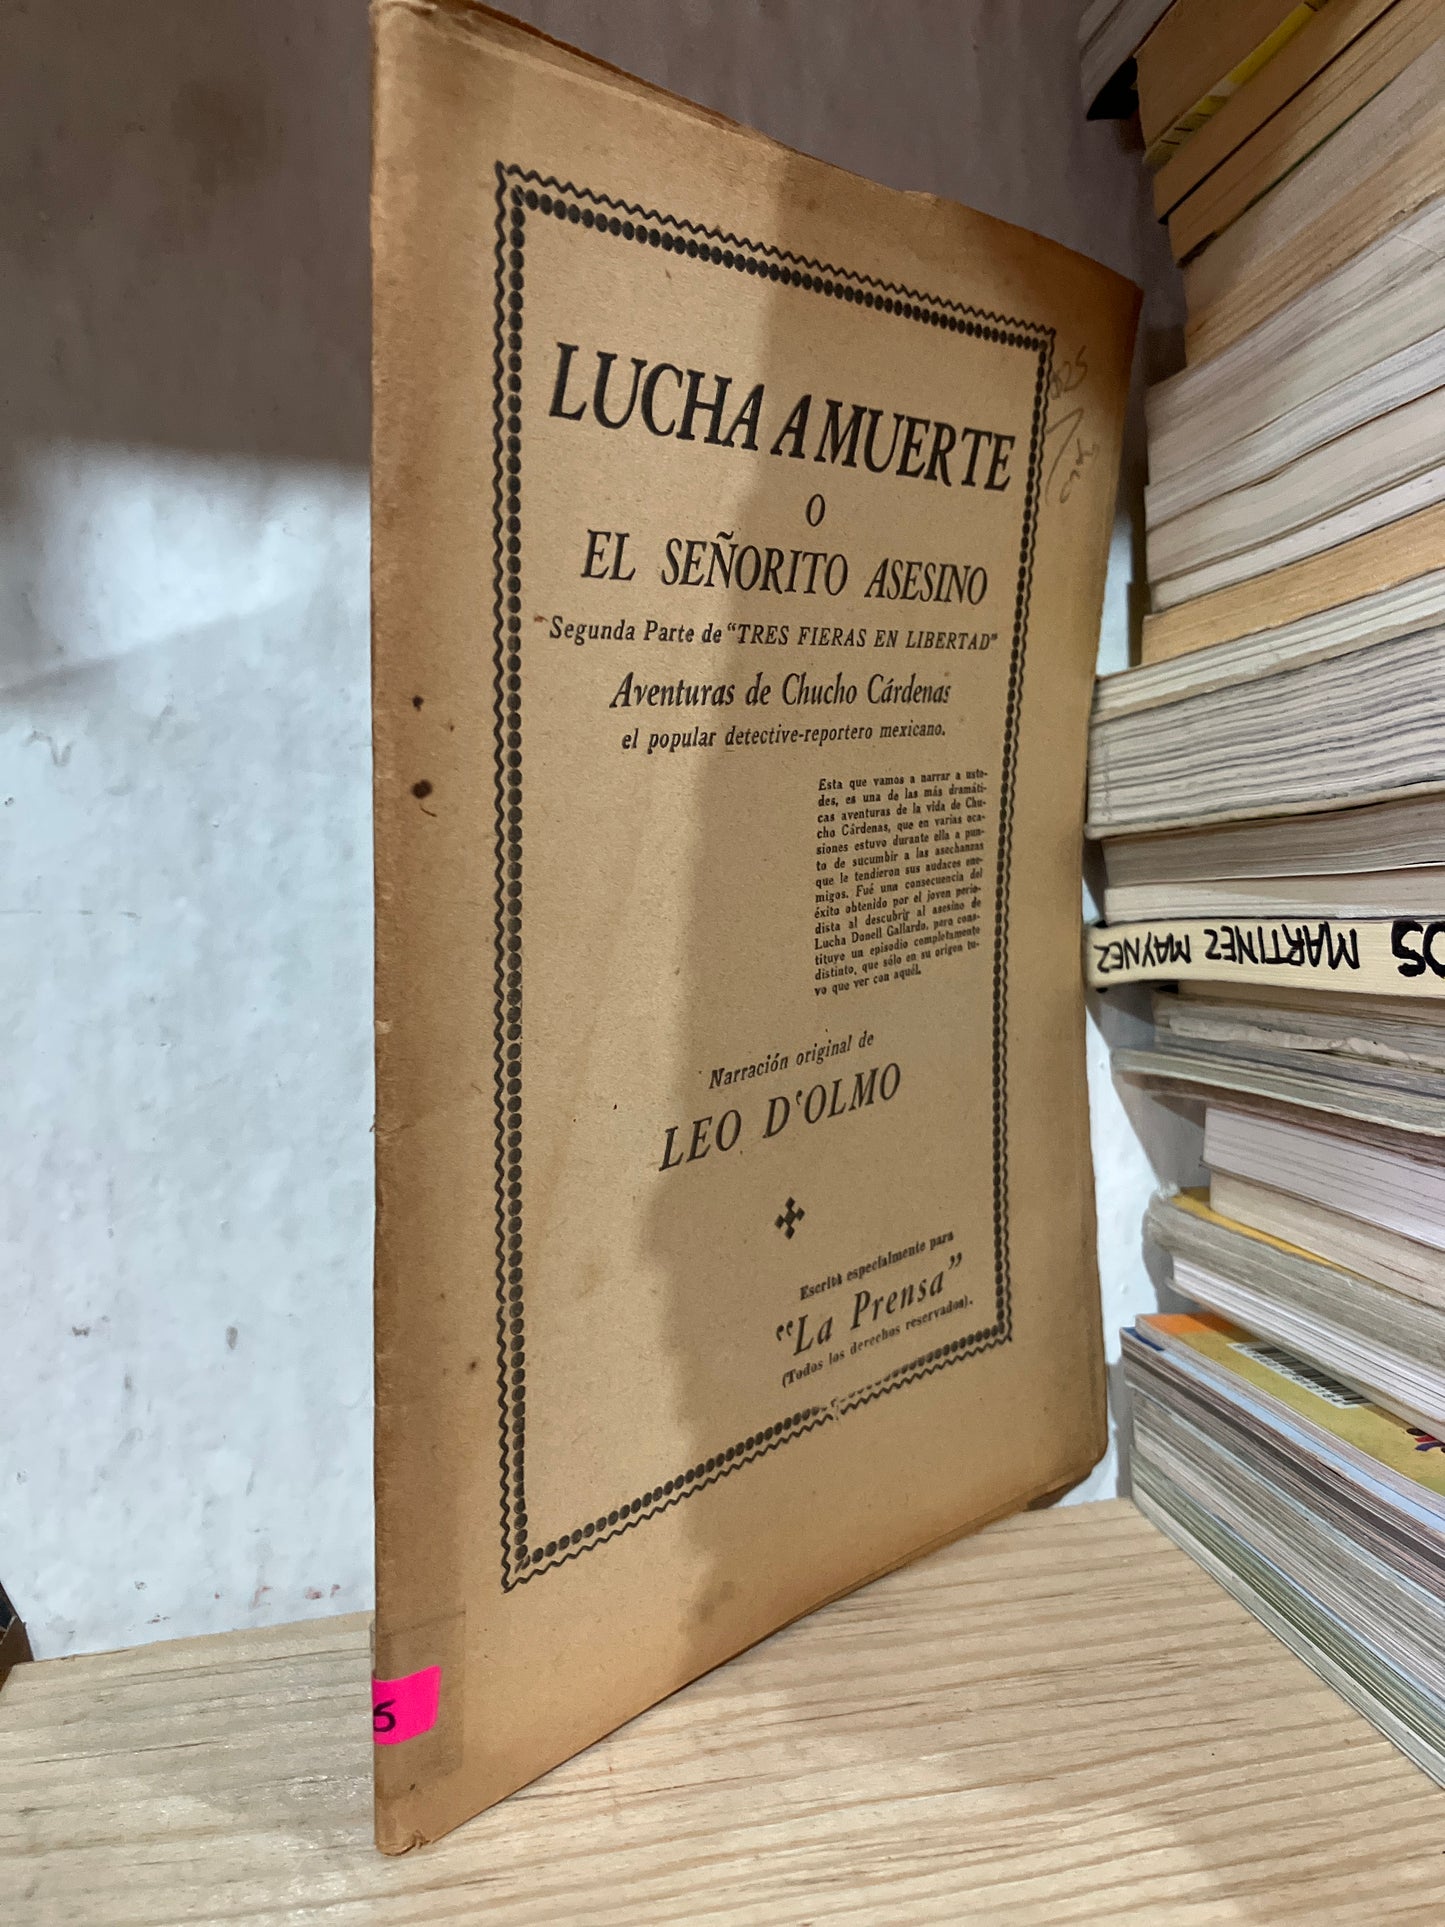 LUCHA A MUERTE
O
EL SEÑORITO ASESINO
Segunda Parte de "TRES FIERAS EN LIBERTAD"
Aventuras de Chucho Cárdenas
el popular detective-reportero mexicano.
Esta que vamos a narrar a uste-
des, es una de las más dramáti-
cas aventuras de la vida de Chu-
cho Cárdenas, que en varias oca-
siones estuvo durante ella a pun-
to de sucumbir a las asechanzas
que le tendieron sus audaces ene-
migos. Fué una consecuencia del
éxito obtenido por el joven perio-
dista al descubrir al asesino de
Lucha Donell Gallardo, pero cons-
tituye un episodio completamente
distinto, que sólo en su origen tu-
vo que ver con aquél.
Narración original de
LEO D'OLMO
Escrita especialmente para
"La Prensa"
(Todos los derechos reservados).
5
OS MARTINEZ MAYNEZ